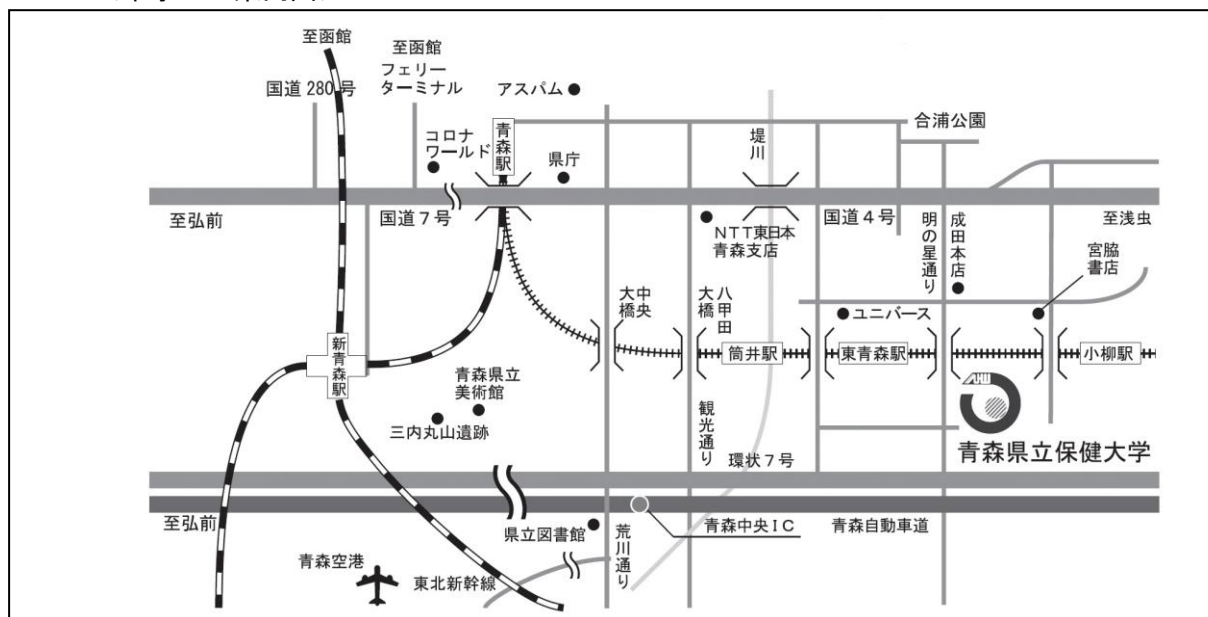 至函館
至函館
フェリー
ターミナル
国道280号
アスパム
青森駅
コロナ
ワールド
県庁
堤川
合浦公園
至弘前
国道7号
NTT東日本
青森支店
国道4号
明の星通り
成田本店
至浅虫
宮脇
書店
中央
大橋
八甲田
大橋
ユニバース
新青森駅
筒井駅
東青森駅
小柳駅
青森県立
美術館
三内丸山遺跡
観光通り
環状7号
青森県立保健大学
至弘前
県立図書館
荒川通り
青森中央IC
青森自動車道
青森空港
東北新幹線